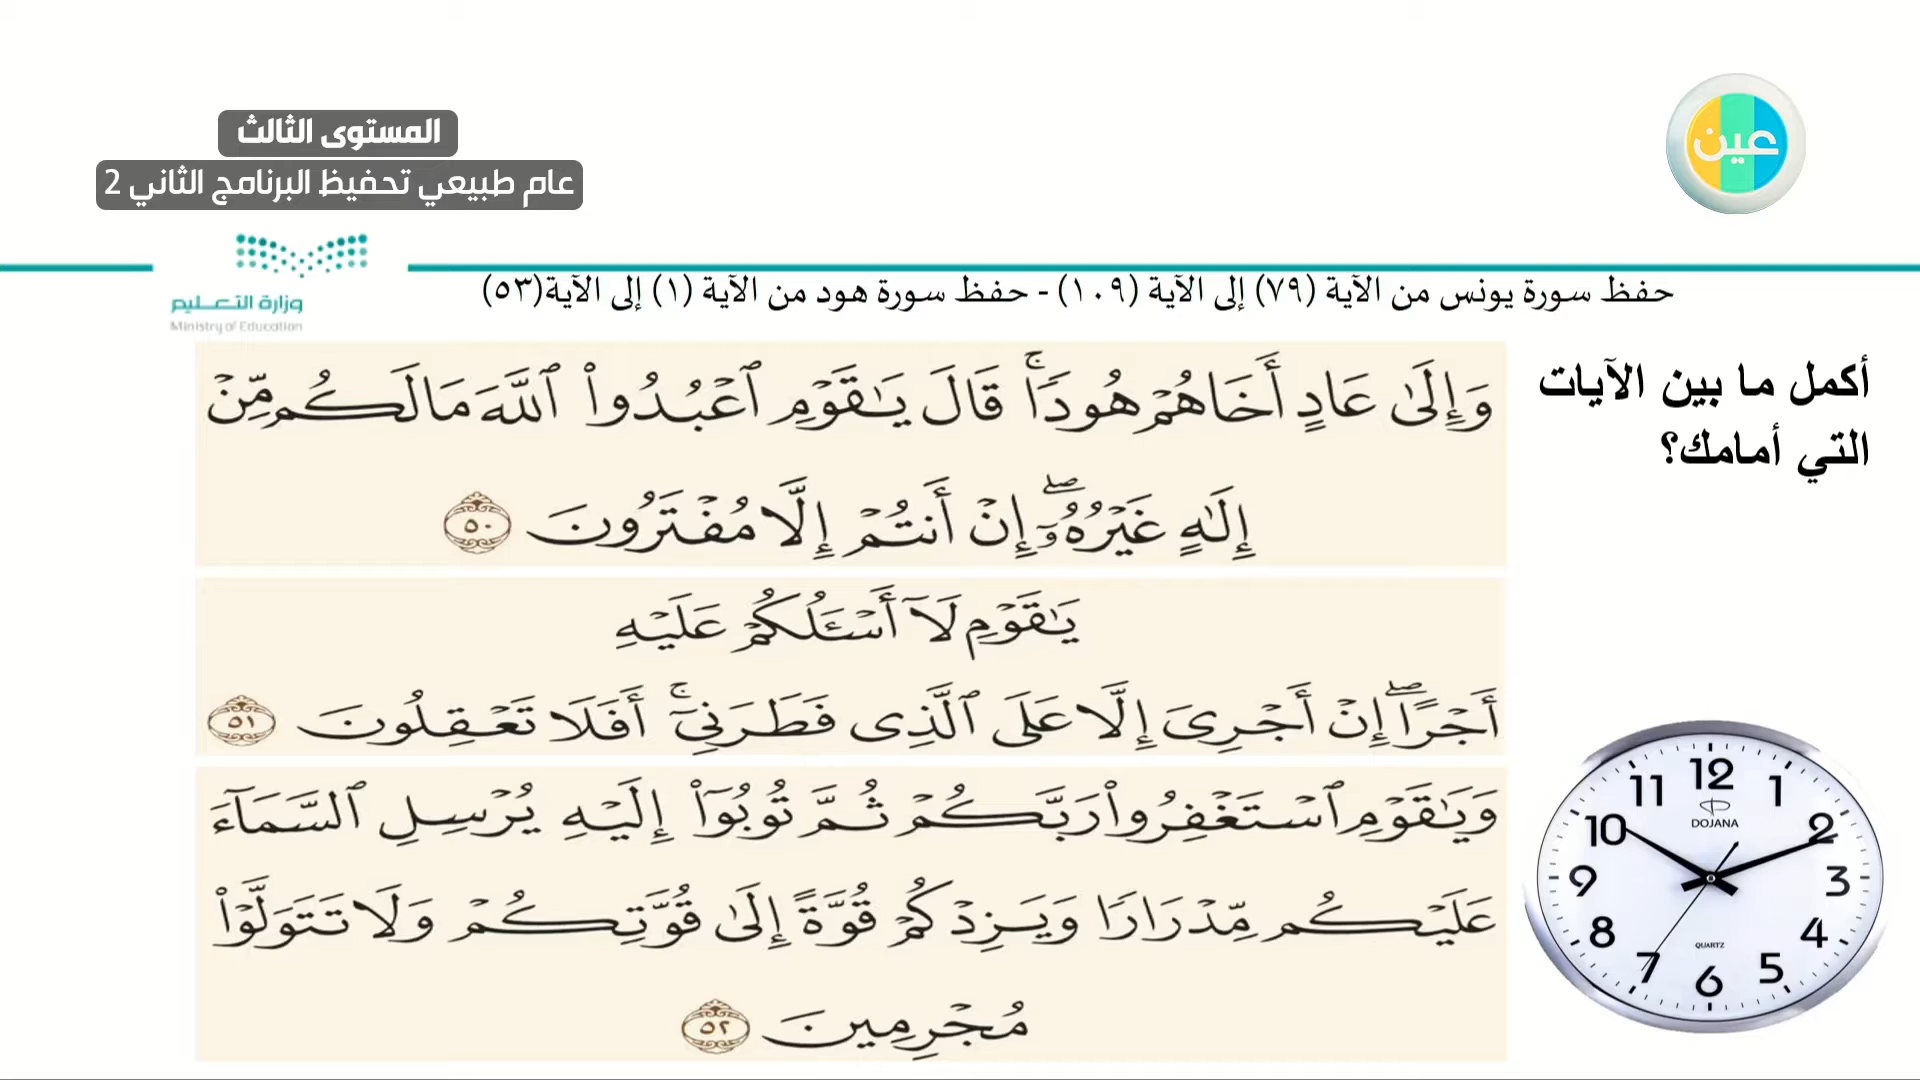 المستوى الثالث
عام طبيعي تحفيظ البرنامج الثاني 2
عين
وزارة التعليم
Ministry of Education
حفظ سورة يونس من الآية (٧٩) إلى الآية (١٠٩) - حفظ سورة هود من الآية (١) إلى الآية(٥٣)
أكمل ما بين الآيات
التي أمامك؟
وَإِلَىٰ عَادٍ أَخَاهُمْ هُودًاۚ قَالَ يَٰقَوْمِ ٱعْبُدُوا۟ ٱللَّهَ مَا لَكُم مِّنْ
إِلَٰهٍ غَيْرُهُۥٓۖ إِنْ أَنتُمْ إِلَّا مُفْتَرُونَ ٥٠
يَٰقَوْمِ لَآ أَسْـَٔلُكُمْ عَلَيْهِ
أَجْرًاۖ إِنْ أَجْرِىَ إِلَّا عَلَى ٱلَّذِى فَطَرَنِىٓۚ أَفَلَا تَعْقِلُونَ ٥١
وَيَٰقَوْمِ ٱسْتَغْفِرُوا۟ رَبَّكُمْ ثُمَّ تُوبُوٓا۟ إِلَيْهِ يُرْسِلِ ٱلسَّمَآءَ
عَلَيْكُم مِّدْرَارًا وَيَزِدْكُمْ قُوَّةً إِلَىٰ قُوَّتِكُمْ وَلَا تَتَوَلَّوْا۟
مُجْرِمِينَ ٥٢
12
11 1
10 2
DOJANA
9 3
8 4
QUARTZ
7 5
6